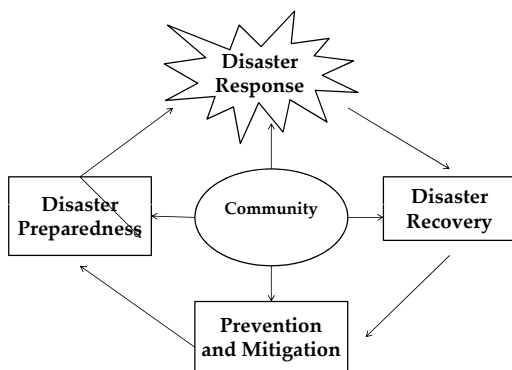 Disaster
Response
Disaster
Preparedness
Community
Disaster
Recovery
Prevention
and Mitigation